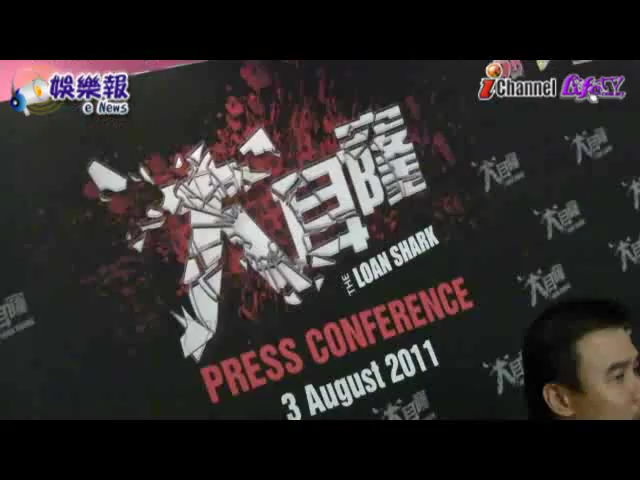 娛樂報
e News
iChannel
大耳窿
THE LOAN SHARK
PRESS CONFERENCE
3 August 2011